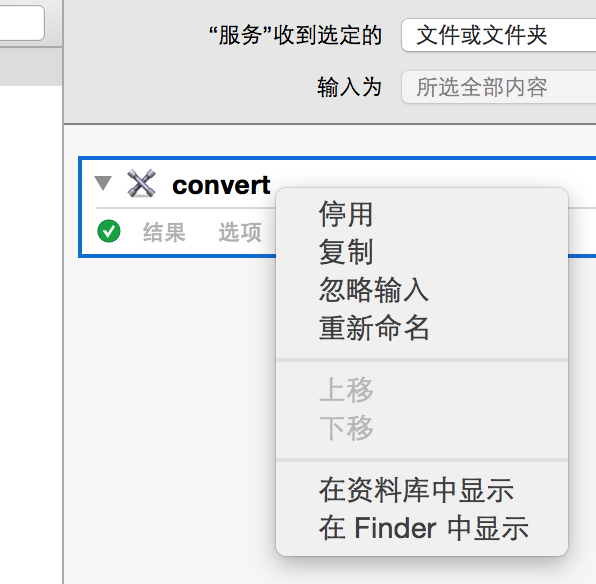 “服务”收到选定的 文件或文件夹
输入为 所选全部内容
convert
结果 选项
停用
复制
忽略输入
重新命名
上移
下移
在资料库中显示
在 Finder 中显示